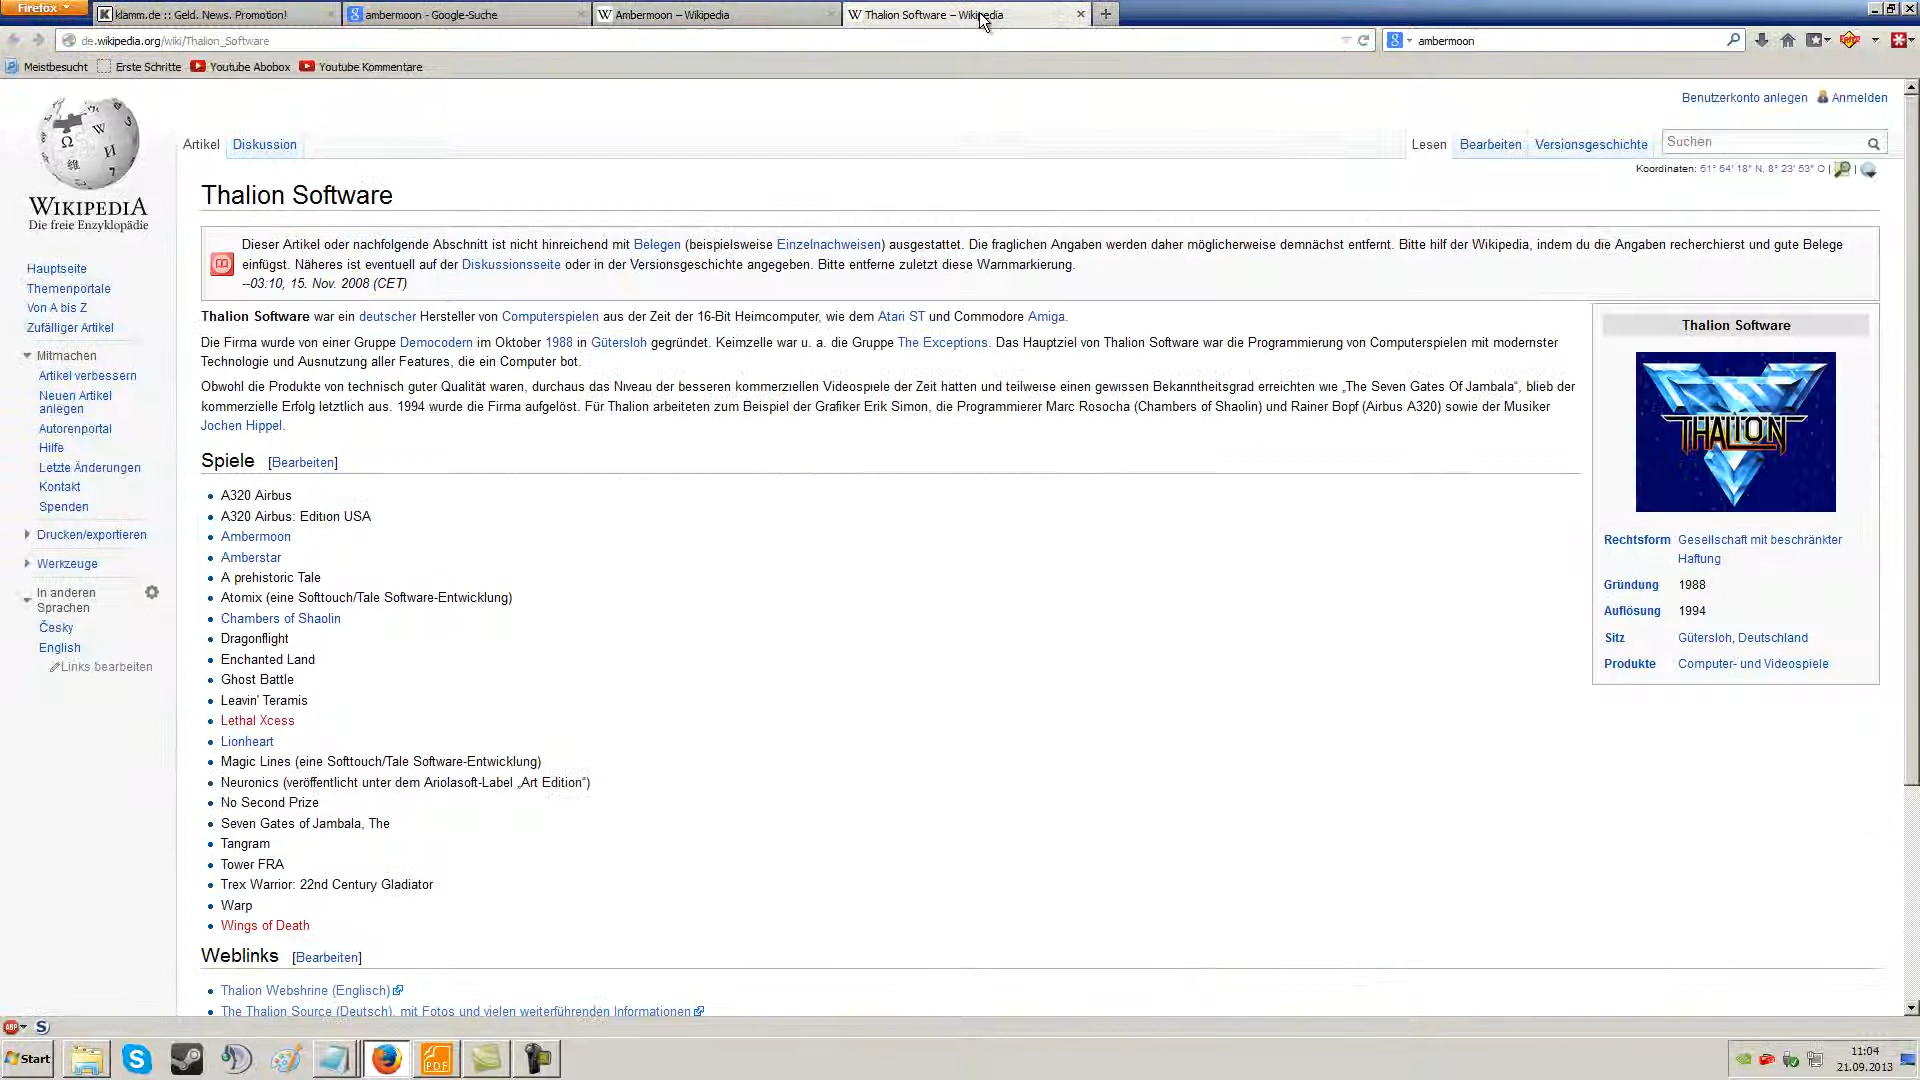 Firefox
klamm.de :: Geld. News. Promotion!
ambermoon - Google-Suche
Ambermoon – Wikipedia
Thalion Software – Wikipedia
de.wikipedia.org/wiki/Thalion_Software
ambermoon
Meistbesucht
Erste Schritte
Youtube Abobox
Youtube Kommentare
Benutzerkonto anlegen
Anmelden
Artikel
Diskussion
Lesen
Bearbeiten
Versionsgeschichte
Suchen
Koordinaten: 51° 54′ 18″ N, 8° 23′ 53″ O |
WIKIPEDIA
Die freie Enzyklopädie
Hauptseite
Themenportale
Von A bis Z
Zufälliger Artikel
Mitmachen
Artikel verbessern
Neuen Artikel
anlegen
Autorenportal
Hilfe
Letzte Änderungen
Kontakt
Spenden
Drucken/exportieren
Werkzeuge
In anderen
Sprachen
Česky
English
Links bearbeiten
Thalion Software
Dieser Artikel oder nachfolgende Abschnitt ist nicht hinreichend mit Belegen (beispielsweise Einzelnachweisen) ausgestattet. Die fraglichen Angaben werden daher möglicherweise demnächst entfernt. Bitte hilf der Wikipedia, indem du die Angaben recherchierst und gute Belege
einfügst. Näheres ist eventuell auf der Diskussionsseite oder in der Versionsgeschichte angegeben. Bitte entferne zuletzt diese Warnmarkierung.
--03:10, 15. Nov. 2008 (CET)
Thalion Software war ein deutscher Hersteller von Computerspielen aus der Zeit der 16-Bit Heimcomputer, wie dem Atari ST und Commodore Amiga.
Die Firma wurde von einer Gruppe Democodern im Oktober 1988 in Gütersloh gegründet. Keimzelle war u. a. die Gruppe The Exceptions. Das Hauptziel von Thalion Software war die Programmierung von Computerspielen mit modernster
Technologie und Ausnutzung aller Features, die ein Computer bot.
Obwohl die Produkte von technisch guter Qualität waren, durchaus das Niveau der besseren kommerziellen Videospiele der Zeit hatten und teilweise einen gewissen Bekanntheitsgrad erreichten wie „The Seven Gates Of Jambala“, blieb der
kommerzielle Erfolg letztlich aus. 1994 wurde die Firma aufgelöst. Für Thalion arbeiteten zum Beispiel der Grafiker Erik Simon, die Programmierer Marc Rosocha (Chambers of Shaolin) und Rainer Bopf (Airbus A320) sowie der Musiker
Jochen Hippel.
Spiele [Bearbeiten]
A320 Airbus
A320 Airbus: Edition USA
Ambermoon
Amberstar
A prehistoric Tale
Atomix (eine Softtouch/Tale Software-Entwicklung)
Chambers of Shaolin
Dragonflight
Enchanted Land
Ghost Battle
Leavin' Teramis
Lethal Xcess
Lionheart
Magic Lines (eine Softtouch/Tale Software-Entwicklung)
Neuronics (veröffentlicht unter dem Ariolasoft-Label „Art Edition“)
No Second Prize
Seven Gates of Jambala, The
Tangram
Tower FRA
Trex Warrior: 22nd Century Gladiator
Warp
Wings of Death
Weblinks [Bearbeiten]
Thalion Webshrine (Englisch)
The Thalion Source (Deutsch), mit Fotos und vielen weiterführenden Informationen
Thalion Software
THALION
Rechtsform Gesellschaft mit beschränkter
Haftung
Gründung 1988
Auflösung 1994
Sitz Gütersloh, Deutschland
Produkte Computer- und Videospiele
ABP
Start
PDF
11:04
21.09.2013